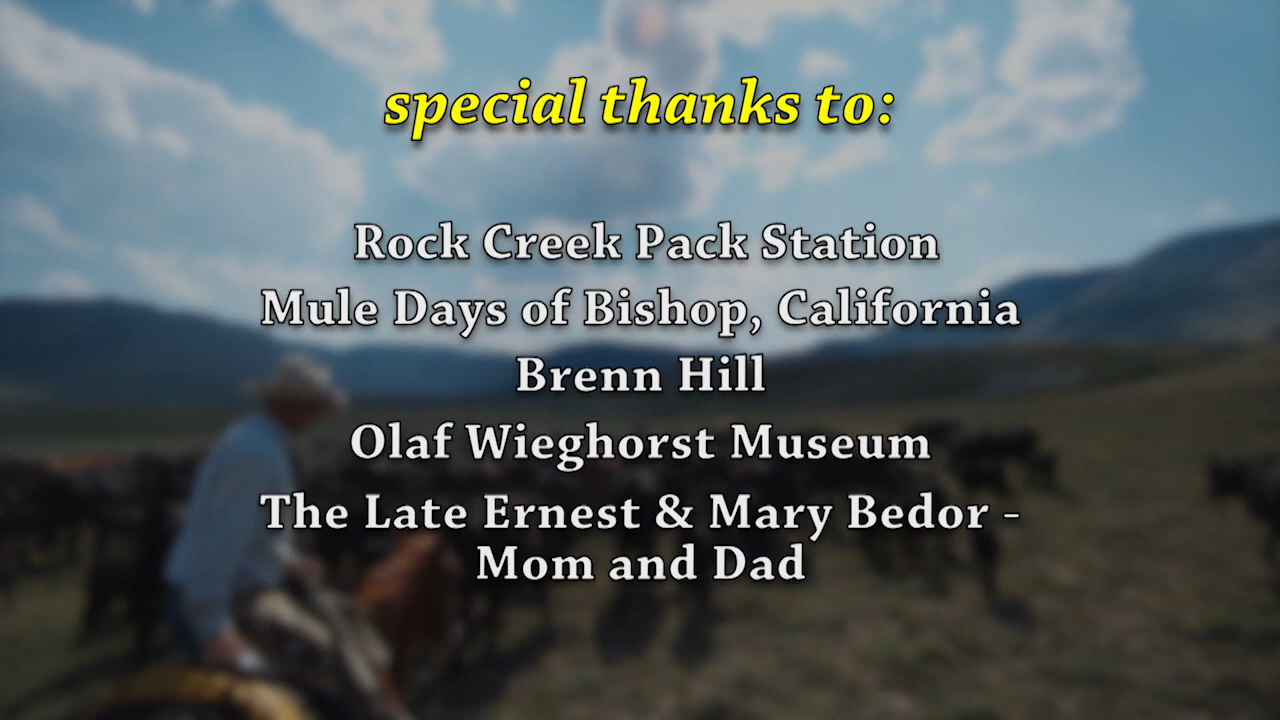 special thanks to:
Rock Creek Pack Station
Mule Days of Bishop, California
Brenn Hill
Olaf Wieghorst Museum
The Late Ernest & Mary Bedor -
Mom and Dad